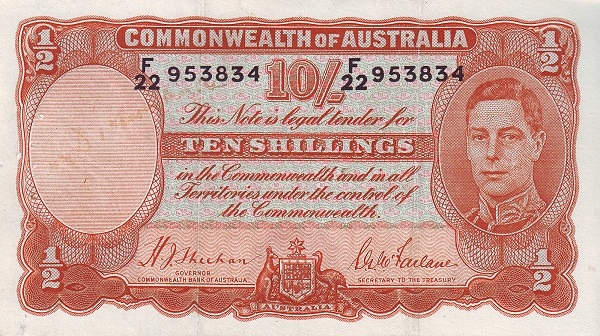 1/2 COMMONWEALTH OF AUSTRALIA 1/2
F/22 953834 10/- F/22 953834
This Note is legal tender for
TEN SHILLINGS
in the Commonwealth and in all
Territories under the control of
the Commonwealth.
H.J. Sheehan
GOVERNOR
COMMONWEALTH BANK OF AUSTRALIA.
S.G. McFarlane
SECRETARY TO THE TREASURY
1/2 AUSTRALIA 1/2